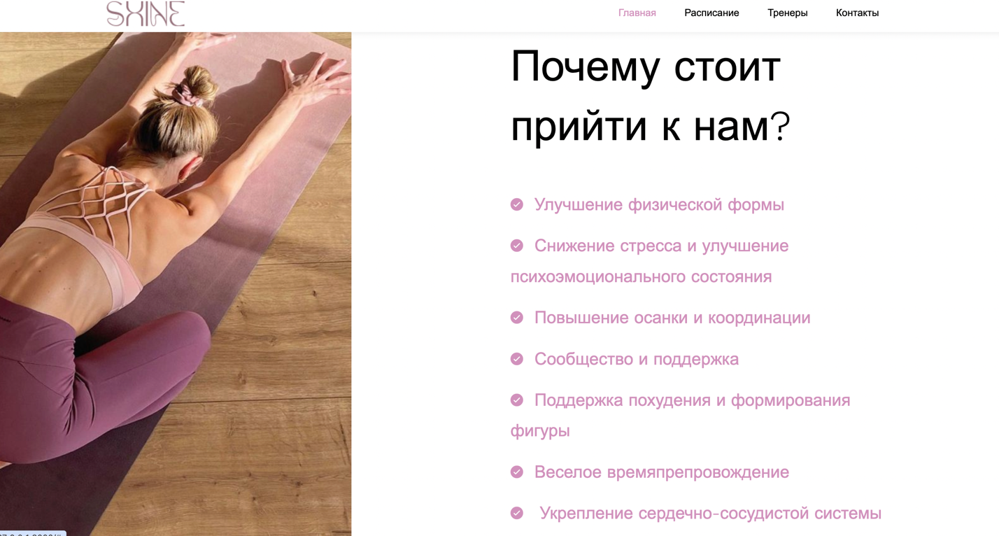 SHINE
Главная Расписание Тренеры Контакты
Почему стоит
прийти к нам?
Улучшение физической формы
Снижение стресса и улучшение
психоэмоционального состояния
Повышение осанки и координации
Сообщество и поддержка
Поддержка похудения и формирования
фигуры
Веселое времяпрепровождение
Укрепление сердечно-сосудистой системы